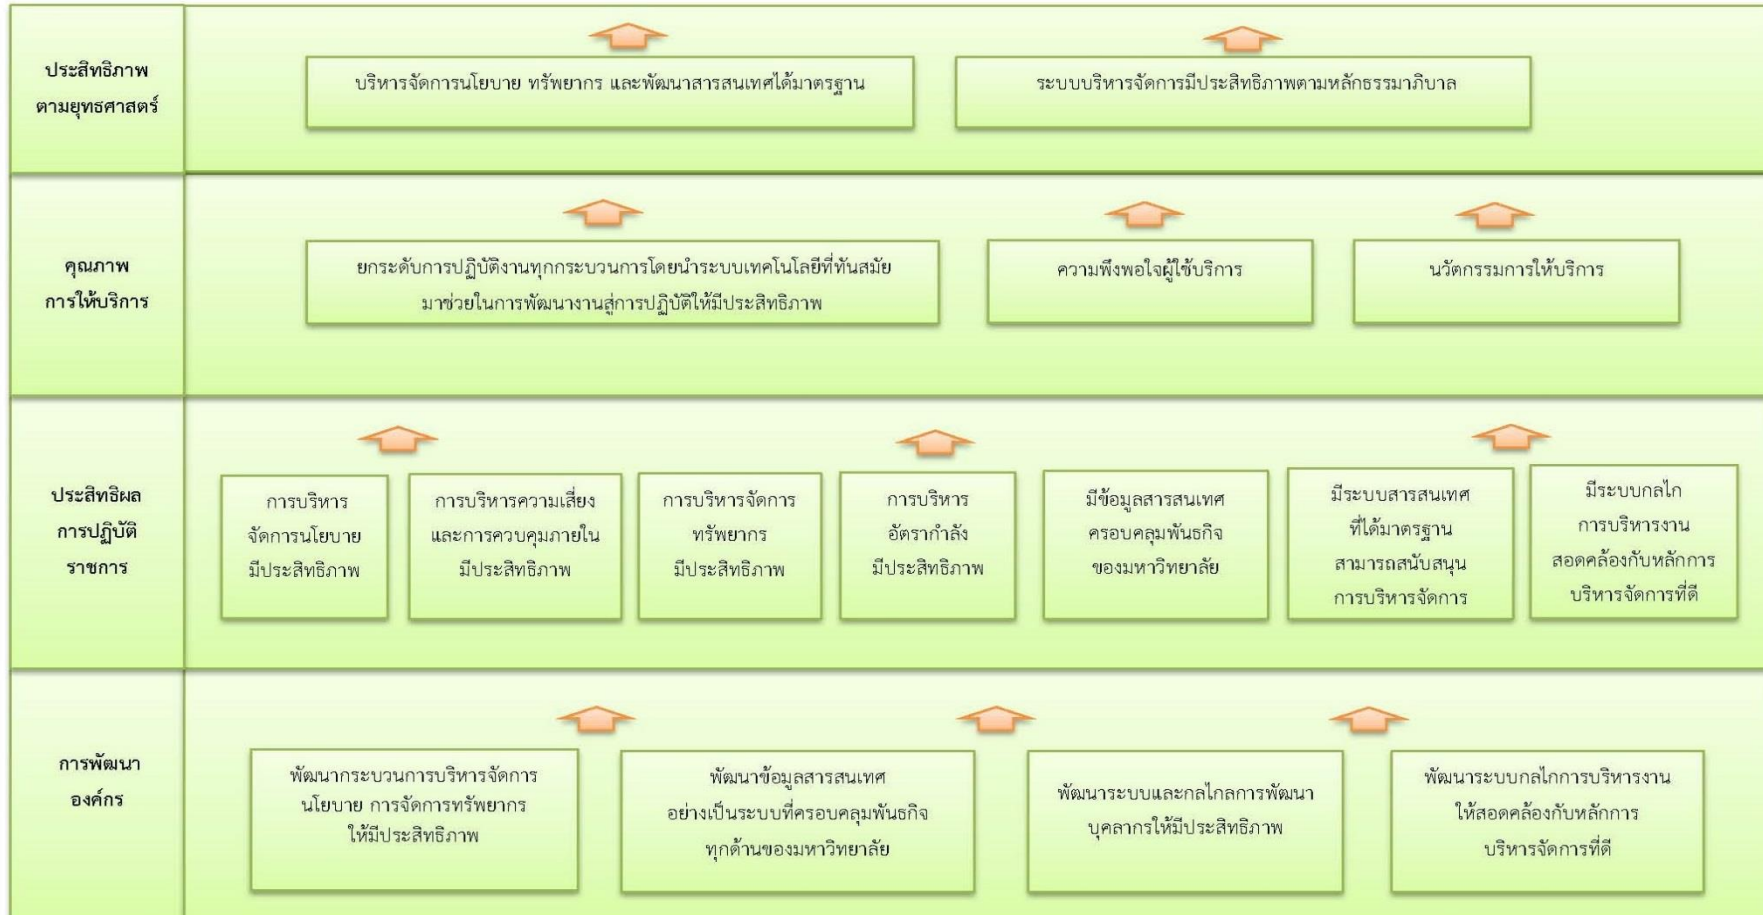 ประสิทธิภาพ
ตามยุทธศาสตร์
บริหารจัดการนโยบาย ทรัพยากร และพัฒนาสารสนเทศได้มาตรฐาน
ระบบบริหารจัดการมีประสิทธิภาพตามหลักธรรมาภิบาล
คุณภาพ
การให้บริการ
ยกระดับการปฏิบัติงานทุกกระบวนการโดยนำระบบเทคโนโลยีที่ทันสมัย
มาช่วยในการพัฒนางานสู่การปฏิบัติให้มีประสิทธิภาพ
ความพึงพอใจผู้ใช้บริการ
นวัตกรรมการให้บริการ
ประสิทธิผล
การปฏิบัติ
ราชการ
การบริหาร
จัดการนโยบาย
มีประสิทธิภาพ
การบริหารความเสี่ยง
และการควบคุมภายใน
มีประสิทธิภาพ
การบริหารจัดการ
ทรัพยากร
มีประสิทธิภาพ
การบริหาร
อัตรากำลัง
มีประสิทธิภาพ
มีข้อมูลสารสนเทศ
ครอบคลุมพันธกิจ
ของมหาวิทยาลัย
มีระบบสารสนเทศ
ที่ได้มาตรฐาน
สามารถสนับสนุน
การบริหารจัดการ
มีระบบกลไก
การบริหารงาน
สอดคล้องกับหลักการ
บริหารจัดการที่ดี
การพัฒนา
องค์กร
พัฒนากระบวนการบริหารจัดการ
นโยบาย การจัดการทรัพยากร
ให้มีประสิทธิภาพ
พัฒนาข้อมูลสารสนเทศ
อย่างเป็นระบบที่ครอบคลุมพันธกิจ
ทุกด้านของมหาวิทยาลัย
พัฒนาระบบและกลไกลการพัฒนา
บุคลากรให้มีประสิทธิภาพ
พัฒนาระบบกลไกการบริหารงาน
ให้สอดคล้องกับหลักการ
บริหารจัดการที่ดี